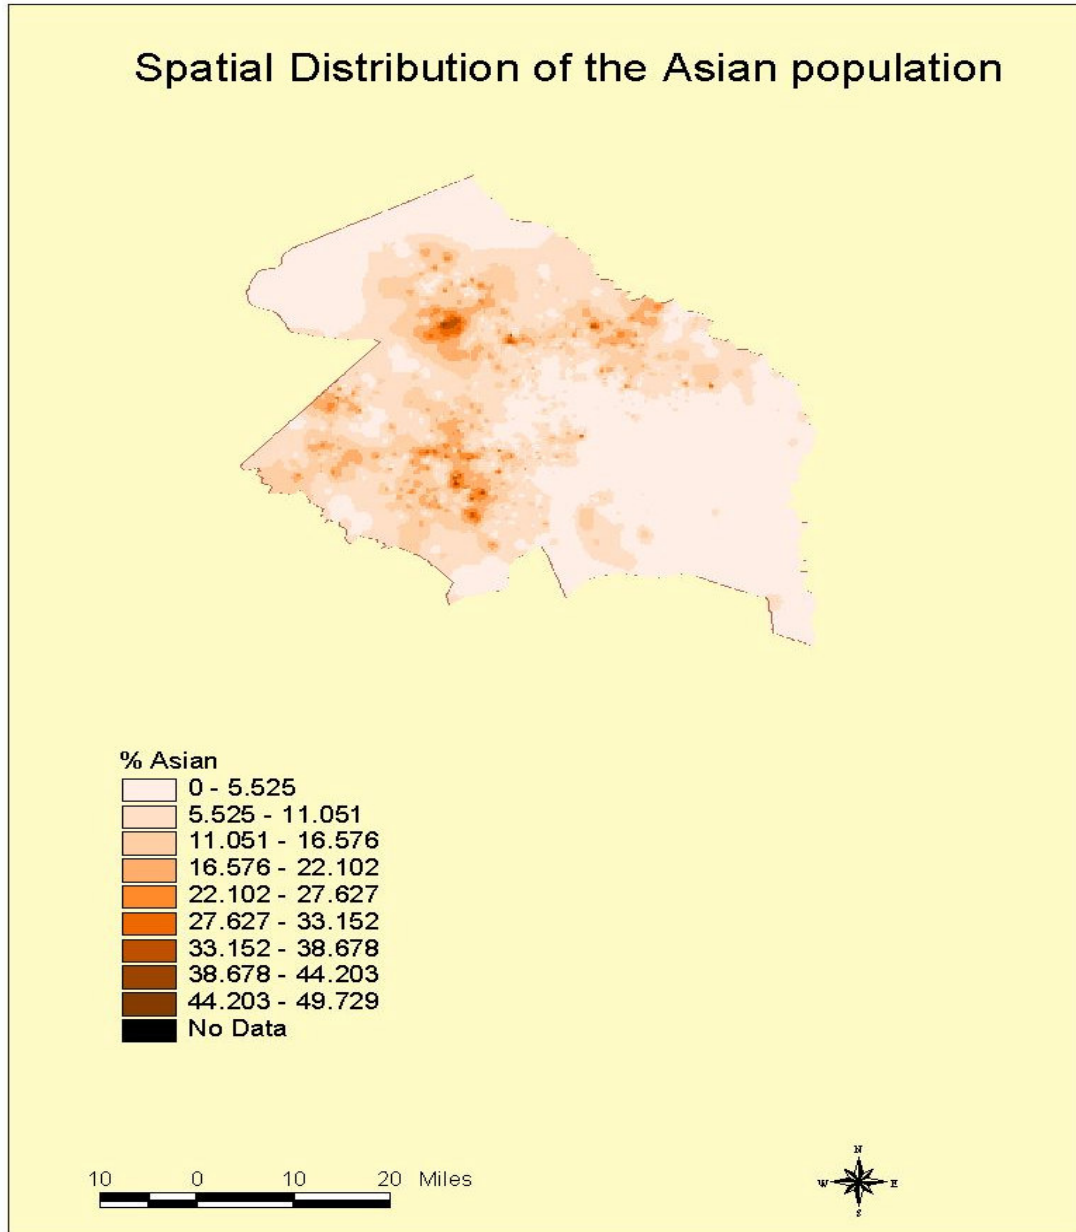 Spatial Distribution of the Asian population
% Asian
0 - 5.525
5.525 - 11.051
11.051 - 16.576
16.576 - 22.102
22.102 - 27.627
27.627 - 33.152
33.152 - 38.678
38.678 - 44.203
44.203 - 49.729
No Data
10 0 10 20 Miles
N
W E
S